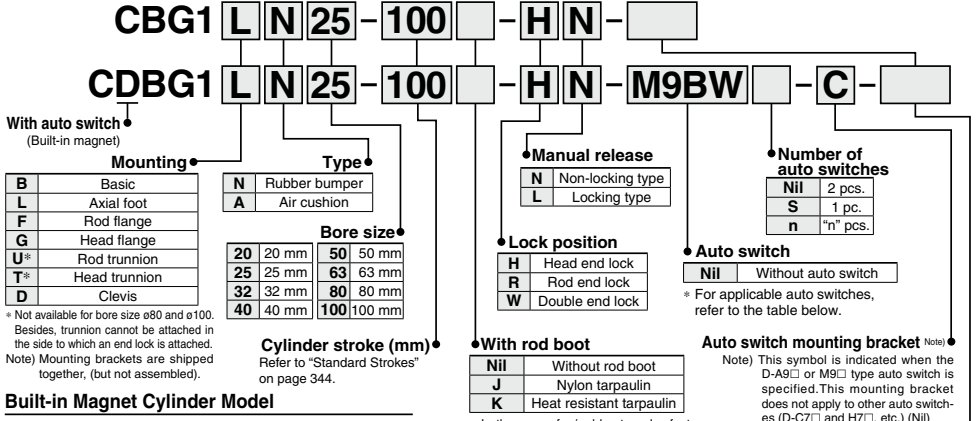 CBG1 L N 25 - 100 - H N -
CDBG1 L N 25 - 100 - H N - M9BW - C -
With auto switch
(Built-in magnet)
Mounting
B Basic
L Axial foot
F Rod flange
G Head flange
U* Rod trunnion
T* Head trunnion
D Clevis
* Not available for bore size ø80 and ø100.
Besides, trunnion cannot be attached in
the side to which an end lock is attached.
Note) Mounting brackets are shipped
together, (but not assembled).
Type
N Rubber bumper
A Air cushion
Bore size
20 20 mm 50 50 mm
25 25 mm 63 63 mm
32 32 mm 80 80 mm
40 40 mm 100 100 mm
Cylinder stroke (mm)
Refer to “Standard Strokes”
on page 344.
Manual release
N Non-locking type
L Locking type
Lock position
H Head end lock
R Rod end lock
W Double end lock
With rod boot
Nil Without rod boot
J Nylon tarpaulin
K Heat resistant tarpaulin
Number of
auto switches
Nil 2 pcs.
S 1 pc.
n “n” pcs.
Auto switch
Nil Without auto switch
* For applicable auto switches,
refer to the table below.
Auto switch mounting bracket Note)
Note) This symbol is indicated when the
D-A9□ or M9□ type auto switch is
specified.This mounting bracket
does not apply to other auto switch-
es (D-C7□ and H7□, etc.) (Nil)
Built-in Magnet Cylinder Model